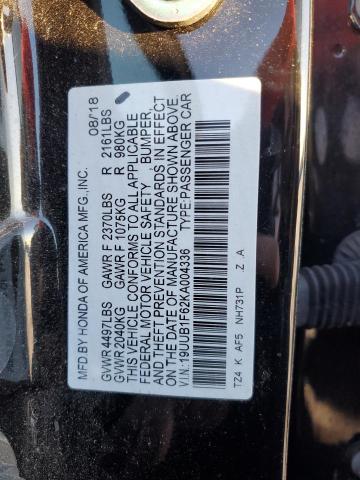 MFD BY HONDA OF AMERICA MFG., INC. 08/18
GVWR 4497LBS GAWR F 2370LBS R 2161LBS
GVWR 2040KG GAWR F 1075KG R 980KG
THIS VEHICLE CONFORMS TO ALL APPLICABLE
FEDERAL MOTOR VEHICLE SAFETY BUMPER,
AND THEFT PREVENTION STANDARDS IN EFFECT
ON THE DATE OF MANUFACTURE SHOWN ABOVE.
VIN: 19UUB1F62KA004336 TYPE:PASSENGER CAR
TZ4 K AF5 NH731P Z .A